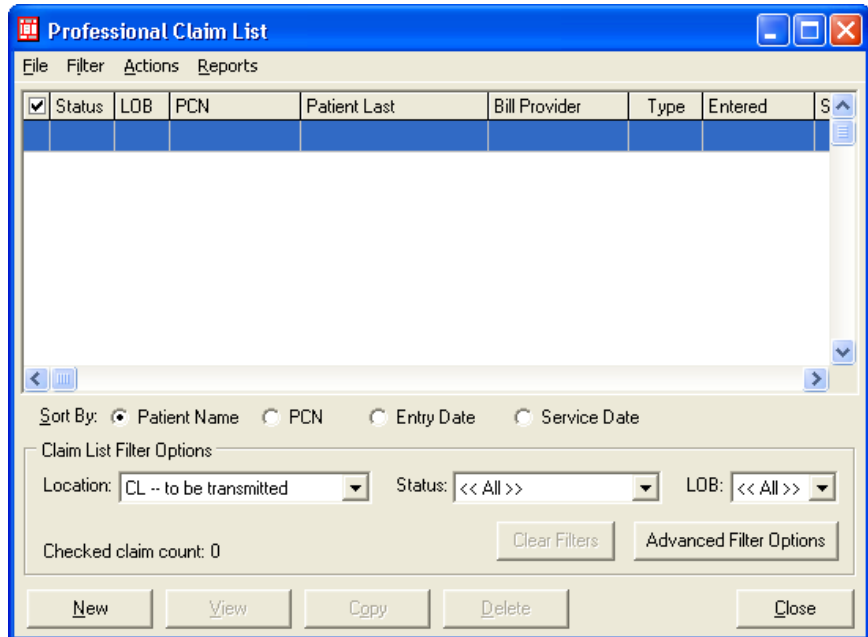 Professional Claim List
File Filter Actions Reports
Status LOB PCN Patient Last Bill Provider Type Entered S
Sort By: Patient Name PCN Entry Date Service Date
Claim List Filter Options
Location: CL -- to be transmitted Status: << All >> LOB: << All >>
Clear Filters Advanced Filter Options
Checked claim count: 0
New View Copy Delete Close